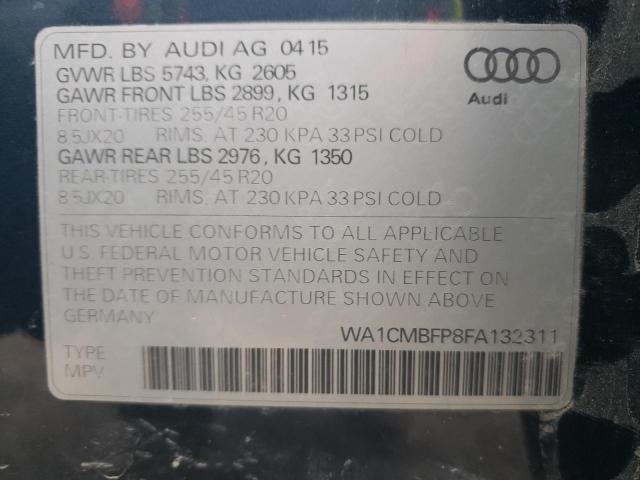 MFD. BY AUDI AG 04 15
GVWR LBS 5743, KG 2605
GAWR FRONT LBS 2899, KG 1315
FRONT-TIRES 255/45 R20
8,5JX20 RIMS, AT 230 KPA 33 PSI COLD
GAWR REAR LBS 2976, KG 1350
REAR-TIRES 255/45 R20
8,5JX20 RIMS, AT 230 KPA 33 PSI COLD
Audi
THIS VEHICLE CONFORMS TO ALL APPLICABLE
U.S. FEDERAL MOTOR VEHICLE SAFETY AND
THEFT PREVENTION STANDARDS IN EFFECT ON
THE DATE OF MANUFACTURE SHOWN ABOVE
GERMANY
WA1CMBFP8FA132311
TYPE
MPV